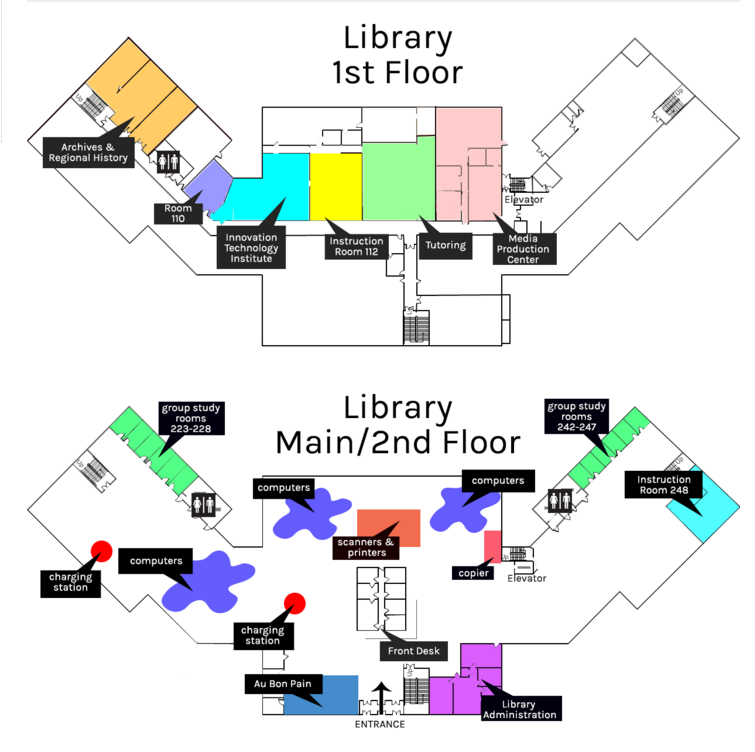 Library
1st Floor
Up
Up
Archives &
Regional History
Room
110
Elevator
Innovation
Technology
Institute
Instruction
Room 112
Tutoring
Media
Production
Center
Up
Library
Main/2nd Floor
group study
rooms
223-228
group study
rooms
242-247
Up
Up
computers
computers
Instruction
Room 248
scanners &
printers
computers
charging
station
copier
Up
Elevator
charging
station
Front Desk
Au Bon Pain
Up
Library
Administration
ENTRANCE